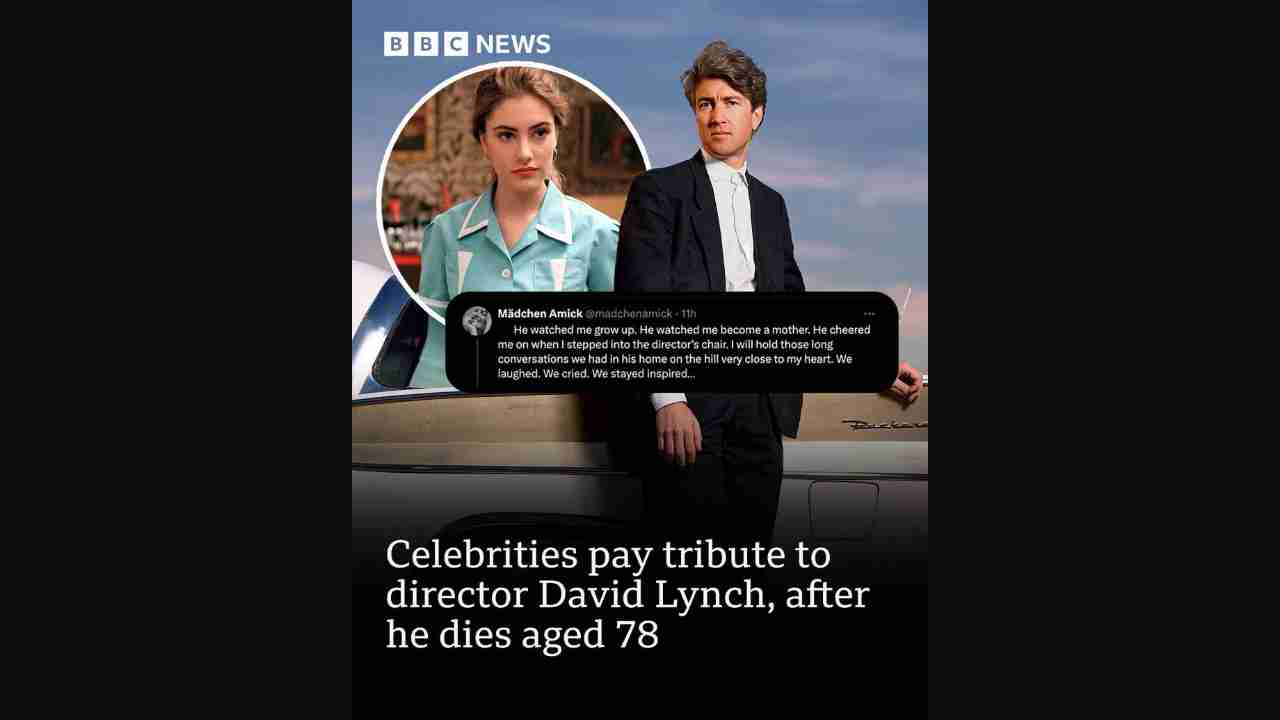 BBC NEWS
Mädchen Amick @madchenamick · 11h ...
He watched me grow up. He watched me become a mother. He cheered
me on when I stepped into the director's chair. I will hold those long
conversations we had in his home on the hill very close to my heart. We
laughed. We cried. We stayed inspired...
Celebrities pay tribute to
director David Lynch, after
he dies aged 78